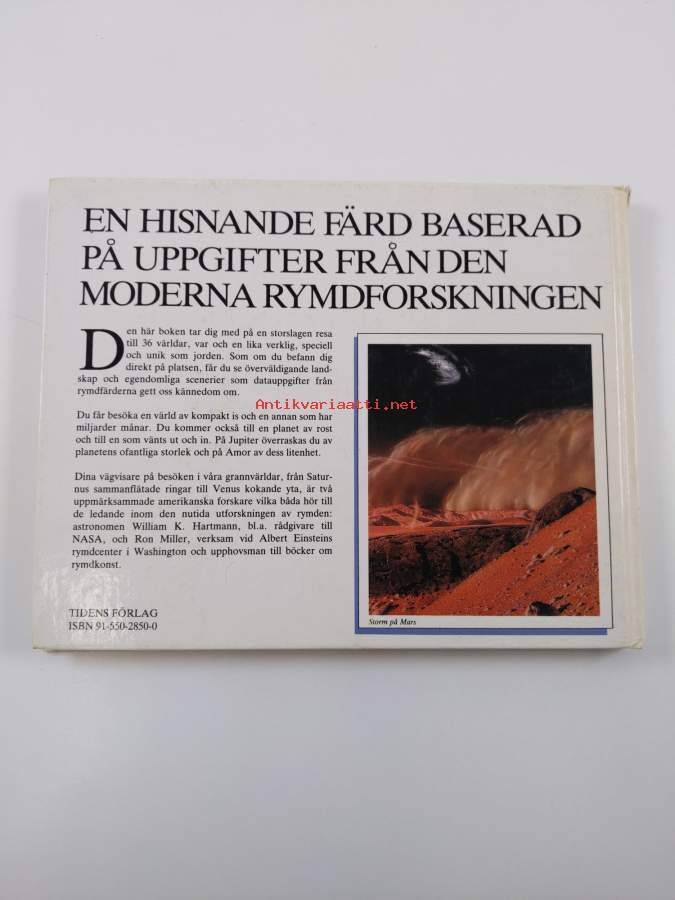 EN HISNANDE FÄRD BASERAD
PÅ UPPGIFTER FRÅN DEN
MODERNA RYMDFORSKNINGEN
Den här boken tar dig med på en storslagen resa
till 36 världar, var och en lika verklig, speciell
och unik som jorden. Som om du befann dig
direkt på platsen, får du se överväldigande land-
skap och egendomliga scenerier som datauppgifter från
rymdfärderna gett oss kännedom om.
Du får besöka en värld av kompakt is och en annan som har
miljarder månar. Du kommer också till en planet av rost
och till en som vänts ut och in. På Jupiter överraskas du av
planetens ofantliga storlek och på Amor av dess litenhet.
Dina vägvisare på besöken i våra grannvärldar, från Satur-
nus sammanflätade ringar till Venus kokande yta, är två
uppmärksammade amerikanska forskare vilka båda hör till
de ledande inom den nutida utforskningen av rymden:
astronomen William K. Hartmann, bl.a. rådgivare till
NASA, och Ron Miller, verksam vid Albert Einsteins
rymdcenter i Washington och upphovsman till böcker om
rymdkonst.
TIDENS FÖRLAG
ISBN 91-550-2850-0
Storm på Mars
Antikvariaatti.net